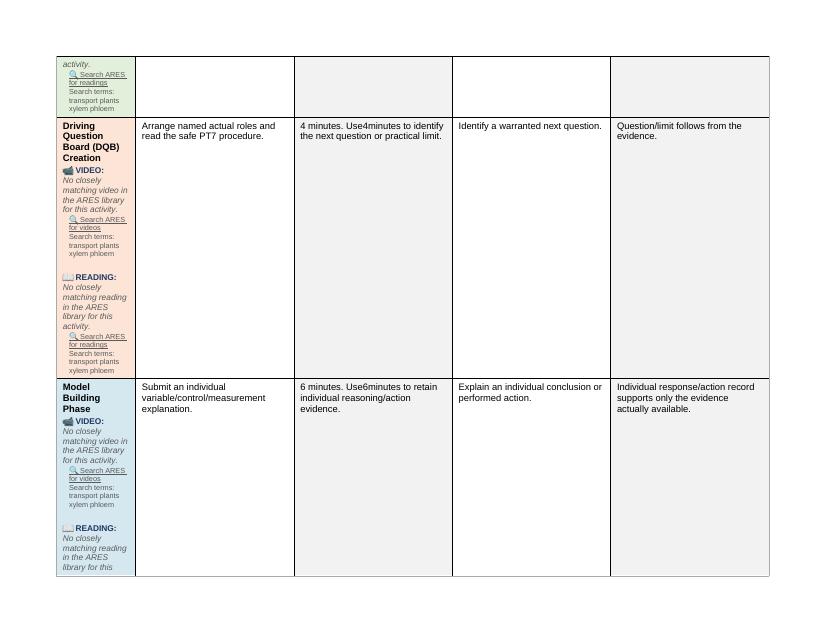 activity.
🔍 Search ARES
for readings
Search terms:
transport plants
xylem phloem
Driving
Question
Board (DQB)
Creation
📹 VIDEO:
No closely
matching video in
the ARES library
for this activity.
🔍 Search ARES
for videos
Search terms:
transport plants
xylem phloem
📖 READING:
No closely
matching reading
in the ARES
library for this
activity.
🔍 Search ARES
for readings
Search terms:
transport plants
xylem phloem
Arrange named actual roles and
read the safe PT7 procedure.
4 minutes. Use4minutes to identify
the next question or practical limit.
Identify a warranted next question.
Question/limit follows from the
evidence.
Model
Building
Phase
📹 VIDEO:
No closely
matching video in
the ARES library
for this activity.
🔍 Search ARES
for videos
Search terms:
transport plants
xylem phloem
📖 READING:
No closely
matching reading
in the ARES
library for this
Submit an individual
variable/control/measurement
explanation.
6 minutes. Use6minutes to retain
individual reasoning/action
evidence.
Explain an individual conclusion or
performed action.
Individual response/action record
supports only the evidence
actually available.